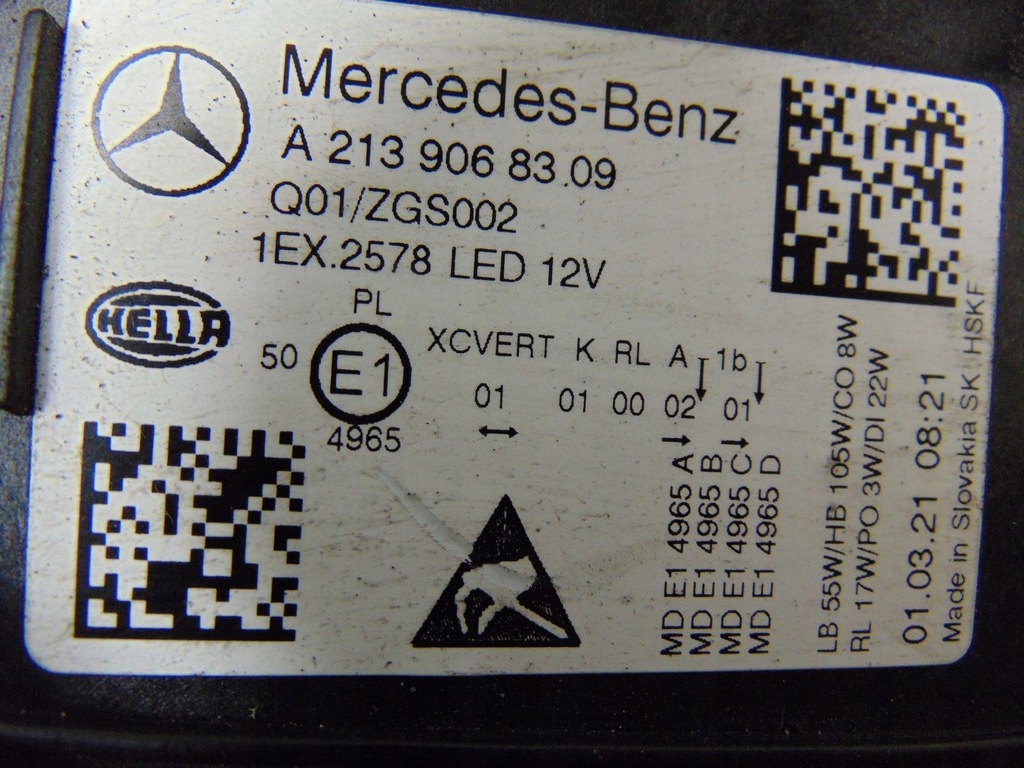 Mercedes-Benz
A 213 906 83 09
Q01/ZGS002
1EX.2578 LED 12V
HELLA
PL
50 E1 XCVERT K RL A 1b
01 01 00 02 01
4965
MD E1 4965 A
MD E1 4965 B
MD E1 4965 C
MD E1 4965 D
LB 55W/HB 105W/CO 8W
RL 17W/PO 3W/DI 22W
01.03.21 08:21
Made in Slovakia SK HSKF